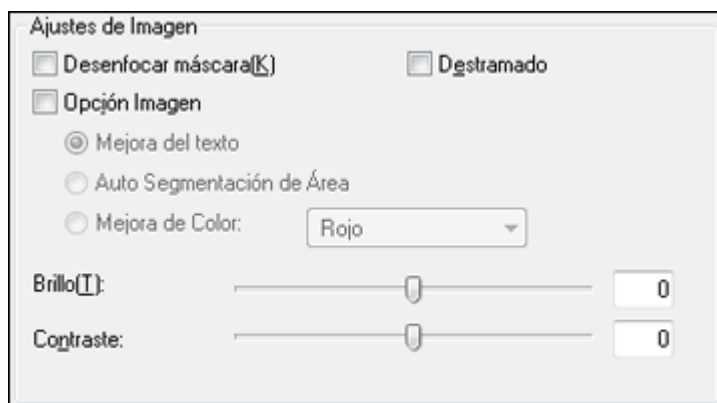 Ajustes de Imagen
Desenfocar máscara(K) Destramado
Opción Imagen
Mejora del texto
Auto Segmentación de Área
Mejora de Color: Rojo
Brillo(T): 0
Contraste: 0